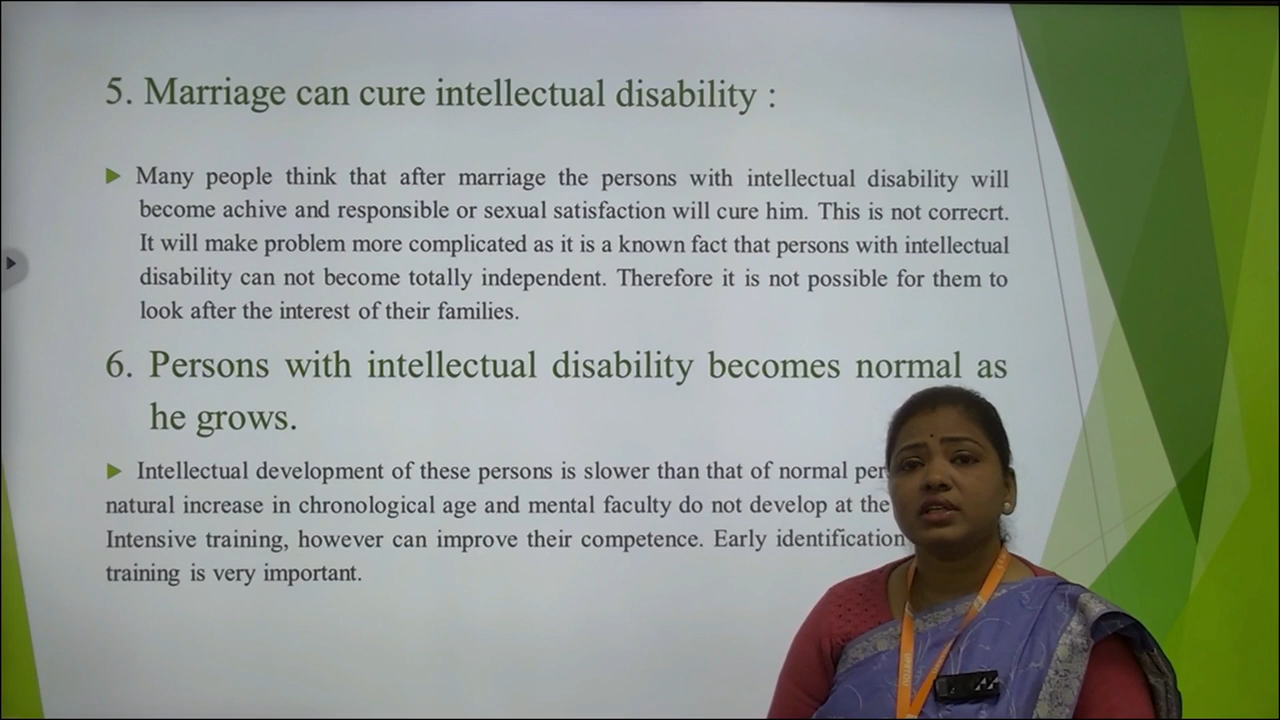 5. Marriage can cure intellectual disability :
Many people think that after marriage the persons with intellectual disability will
become achive and responsible or sexual satisfaction will cure him. This is not correcrt.
It will make problem more complicated as it is a known fact that persons with intellectual
disability can not become totally independent. Therefore it is not possible for them to
look after the interest of their families.
6. Persons with intellectual disability becomes normal as
he grows.
Intellectual development of these persons is slower than that of normal per
natural increase in chronological age and mental faculty do not develop at the
Intensive training, however can improve their competence. Early identification
training is very important.